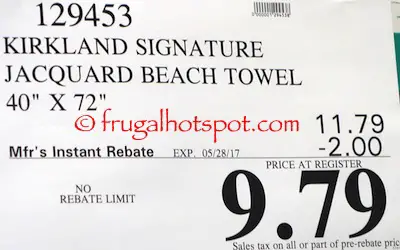 129453
KIRKLAND SIGNATURE
JACQUARD BEACH TOWEL
40" X 72"
© frugalhotspot.com
11.79
Mfr's Instant Rebate EXP. 05/28/17 -2.00
PRICE AT REGISTER
NO
REBATE LIMIT
9.79
Sales tax on all or part of pre-rebate pric